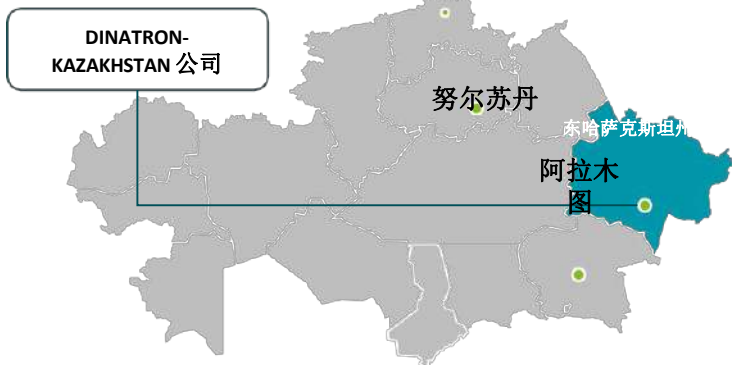 DINATRON-
KAZAKHSTAN 公司
努尔苏丹
东哈萨克斯坦州
阿拉木
图